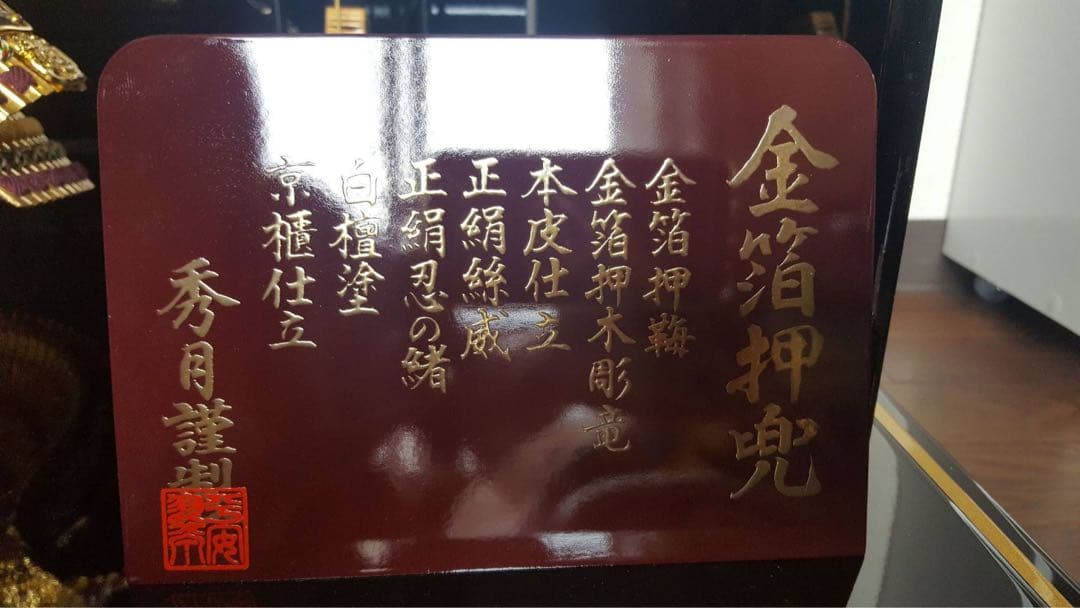 金箔押兜
金箔押鞠
金箔押木彫竜
本皮仕立
正絹絲威
正絹忍の緒
白檀塗
京櫃仕立
秀月謹製